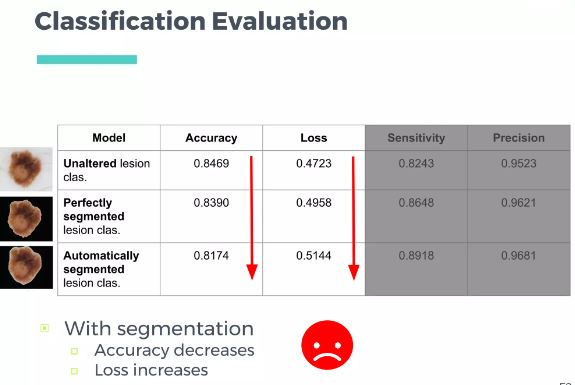 Classification Evaluation
Model Accuracy Loss Sensitivity Precision
Unaltered lesion
clas.
0.8469 0.4723 0.8243 0.9523
Perfectly
segmented
lesion clas.
0.8390 0.4958 0.8648 0.9621
Automatically
segmented
lesion clas.
0.8174 0.5144 0.8918 0.9681
With segmentation
Accuracy decreases
Loss increases